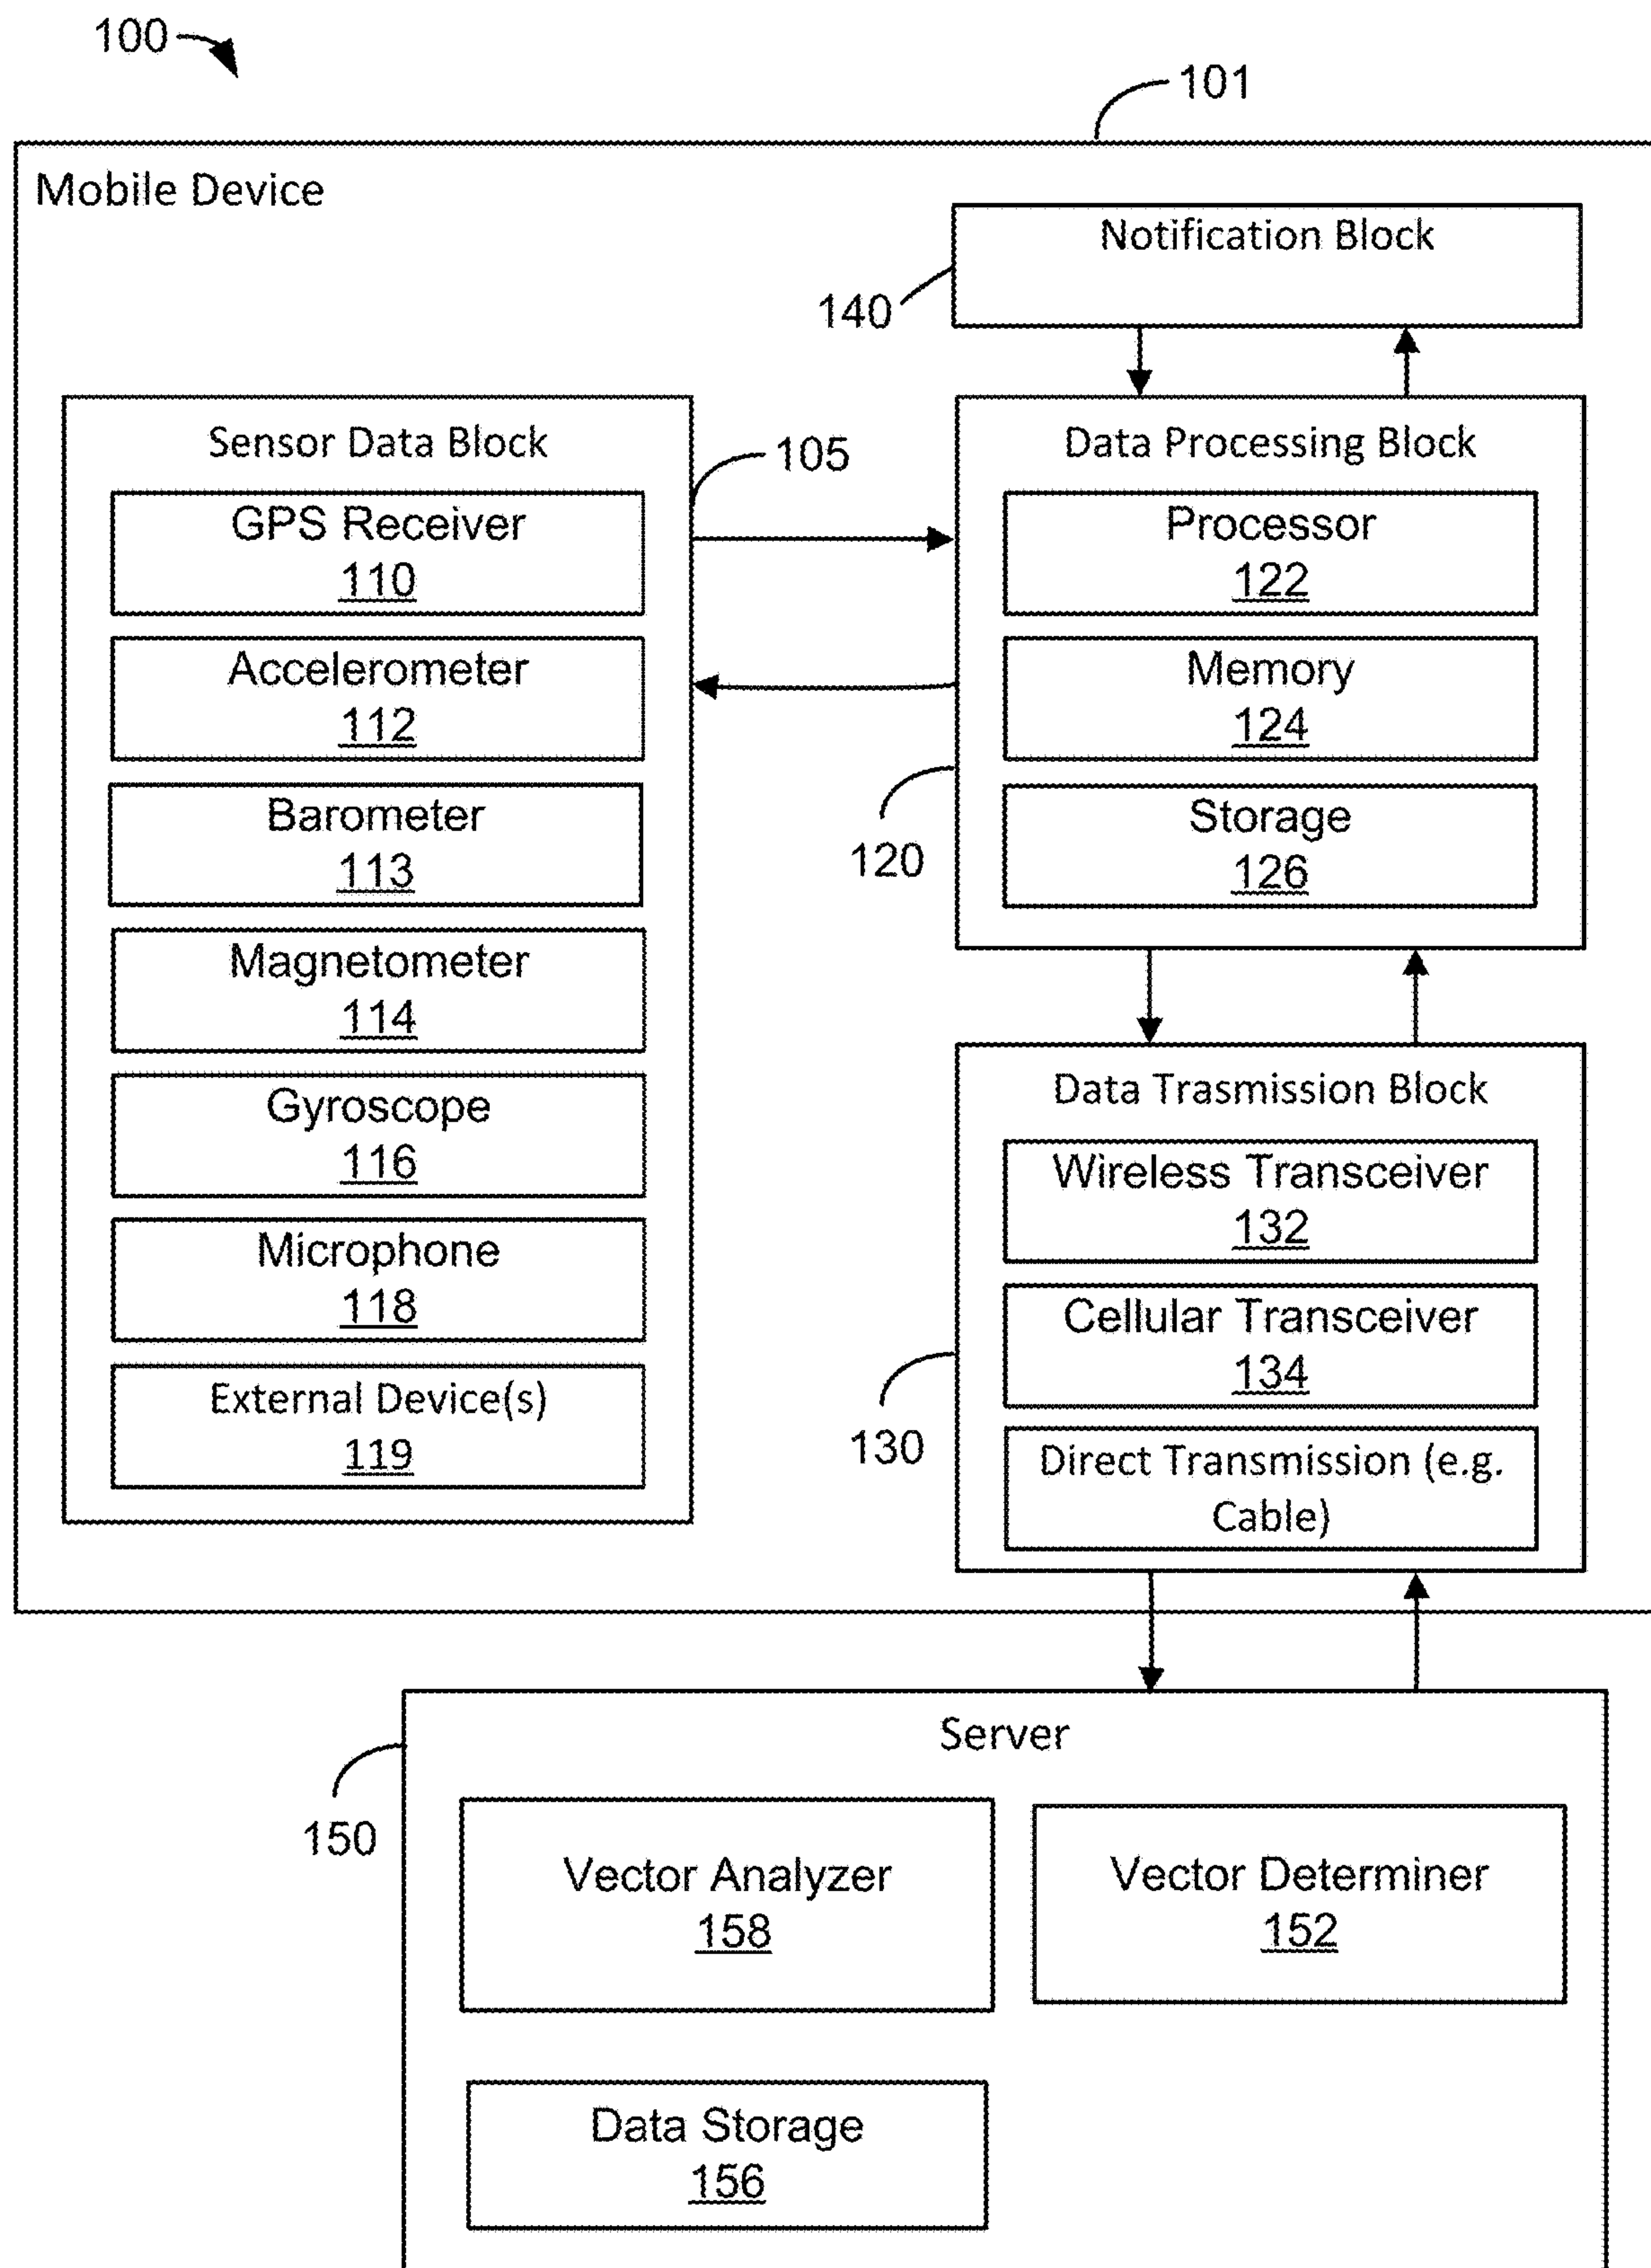 100
101
Mobile Device
Notification Block
140
Sensor Data Block
105
GPS Receiver
110
Accelerometer
112
Barometer
113
Magnetometer
114
Gyroscope
116
Microphone
118
External Device(s)
119
Data Processing Block
Processor
122
Memory
124
Storage
126
120
Data Trasmission Block
Wireless Transceiver
132
Cellular Transceiver
134
Direct Transmission (e.g.
Cable)
130
Server
150
Vector Analyzer
158
Vector Determiner
152
Data Storage
156